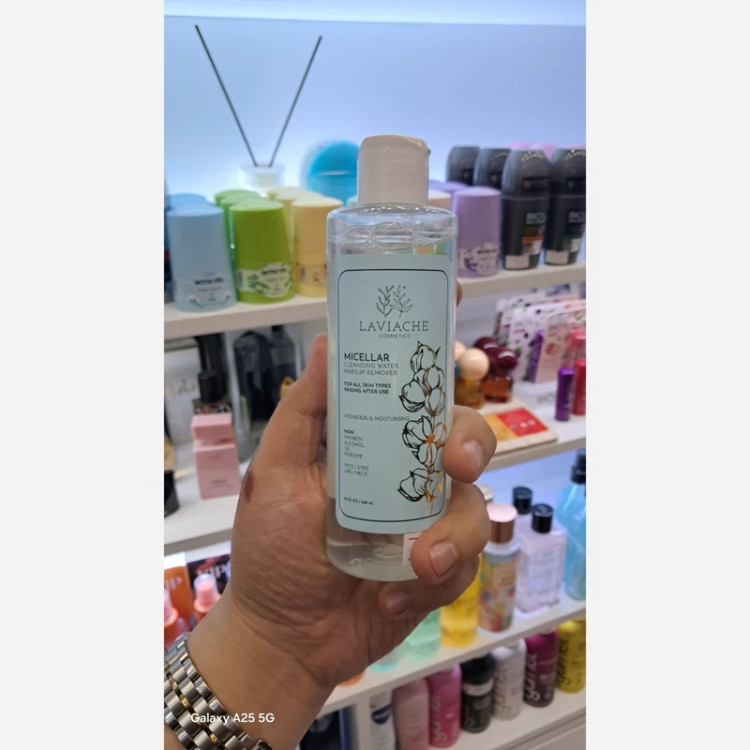 LAVIACHE
COSMETICS
MICELLAR
CLEANSING WATER
MAKEUP REMOVER
FOR ALL SKIN TYPES
RINSING AFTER USE
HYDRATION & MOISTURISING
NON
PARABEN
ALCOHOL
OIL
PERFUME
FACE / EYES
LIPS / NECK
Galaxy A25 5G